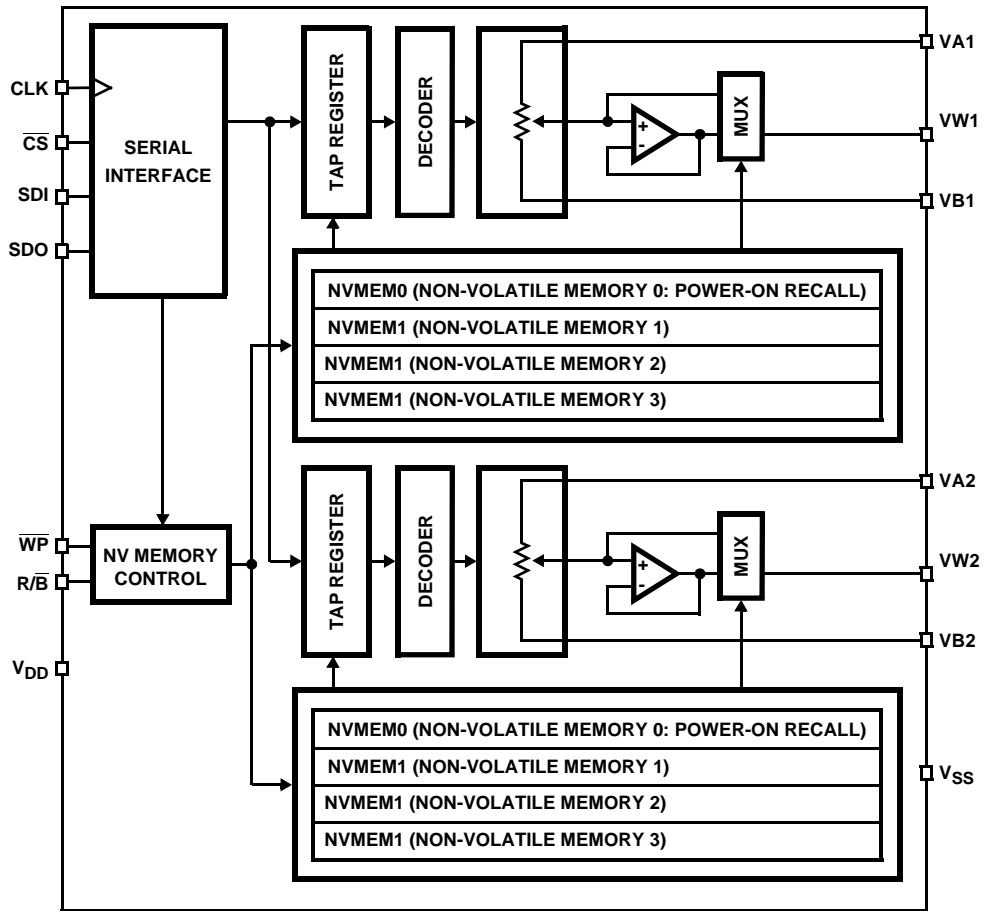 CLK
C̅S̅
SDI
SDO
SERIAL
INTERFACE
TAP REGISTER
DECODER
+
-
MUX
VA1
VW1
VB1
NVMEM0 (NON-VOLATILE MEMORY 0: POWER-ON RECALL)
NVMEM1 (NON-VOLATILE MEMORY 1)
NVMEM1 (NON-VOLATILE MEMORY 2)
NVMEM1 (NON-VOLATILE MEMORY 3)
W̅P̅
R/B̅
VDD
NV MEMORY
CONTROL
TAP REGISTER
DECODER
+
-
MUX
VA2
VW2
VB2
NVMEM0 (NON-VOLATILE MEMORY 0: POWER-ON RECALL)
NVMEM1 (NON-VOLATILE MEMORY 1)
NVMEM1 (NON-VOLATILE MEMORY 2)
NVMEM1 (NON-VOLATILE MEMORY 3)
VSS